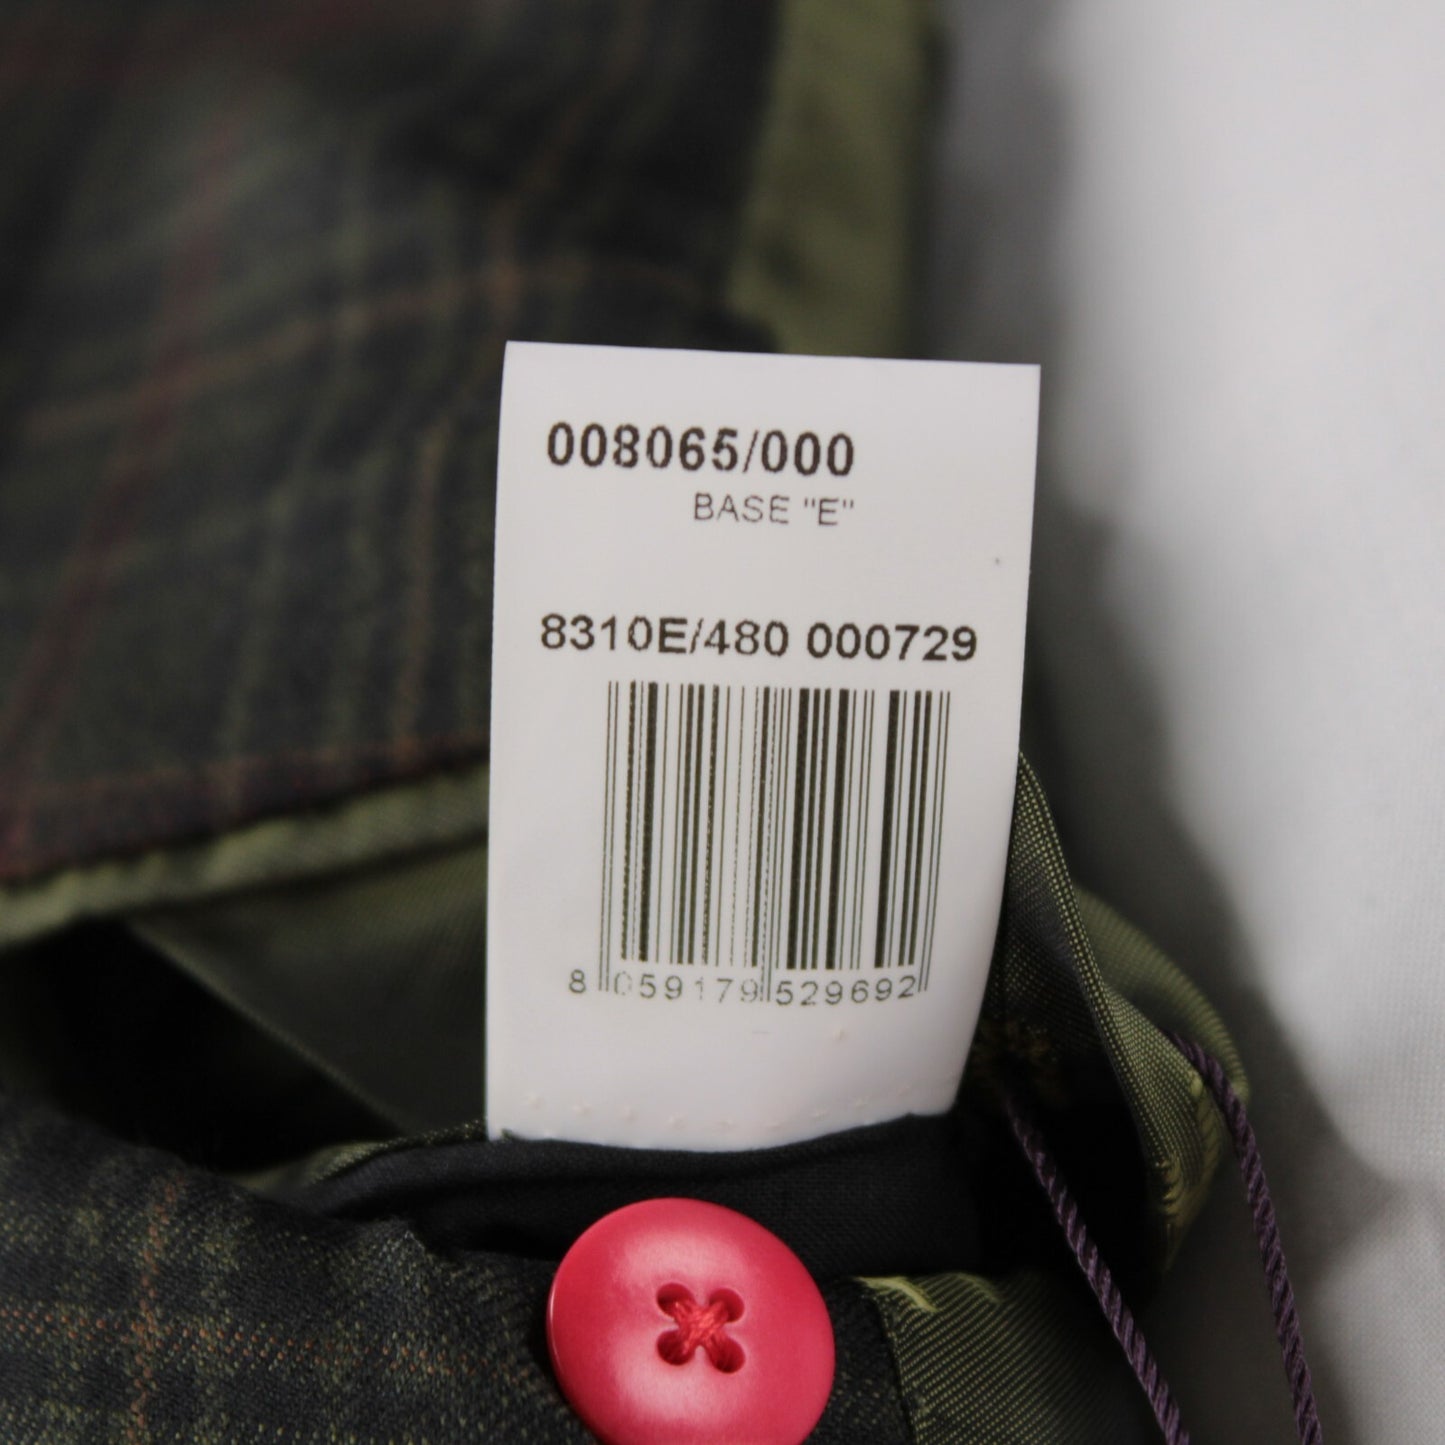 008065/000
BASE "E"
8310E/480 000729
8 059179 529692